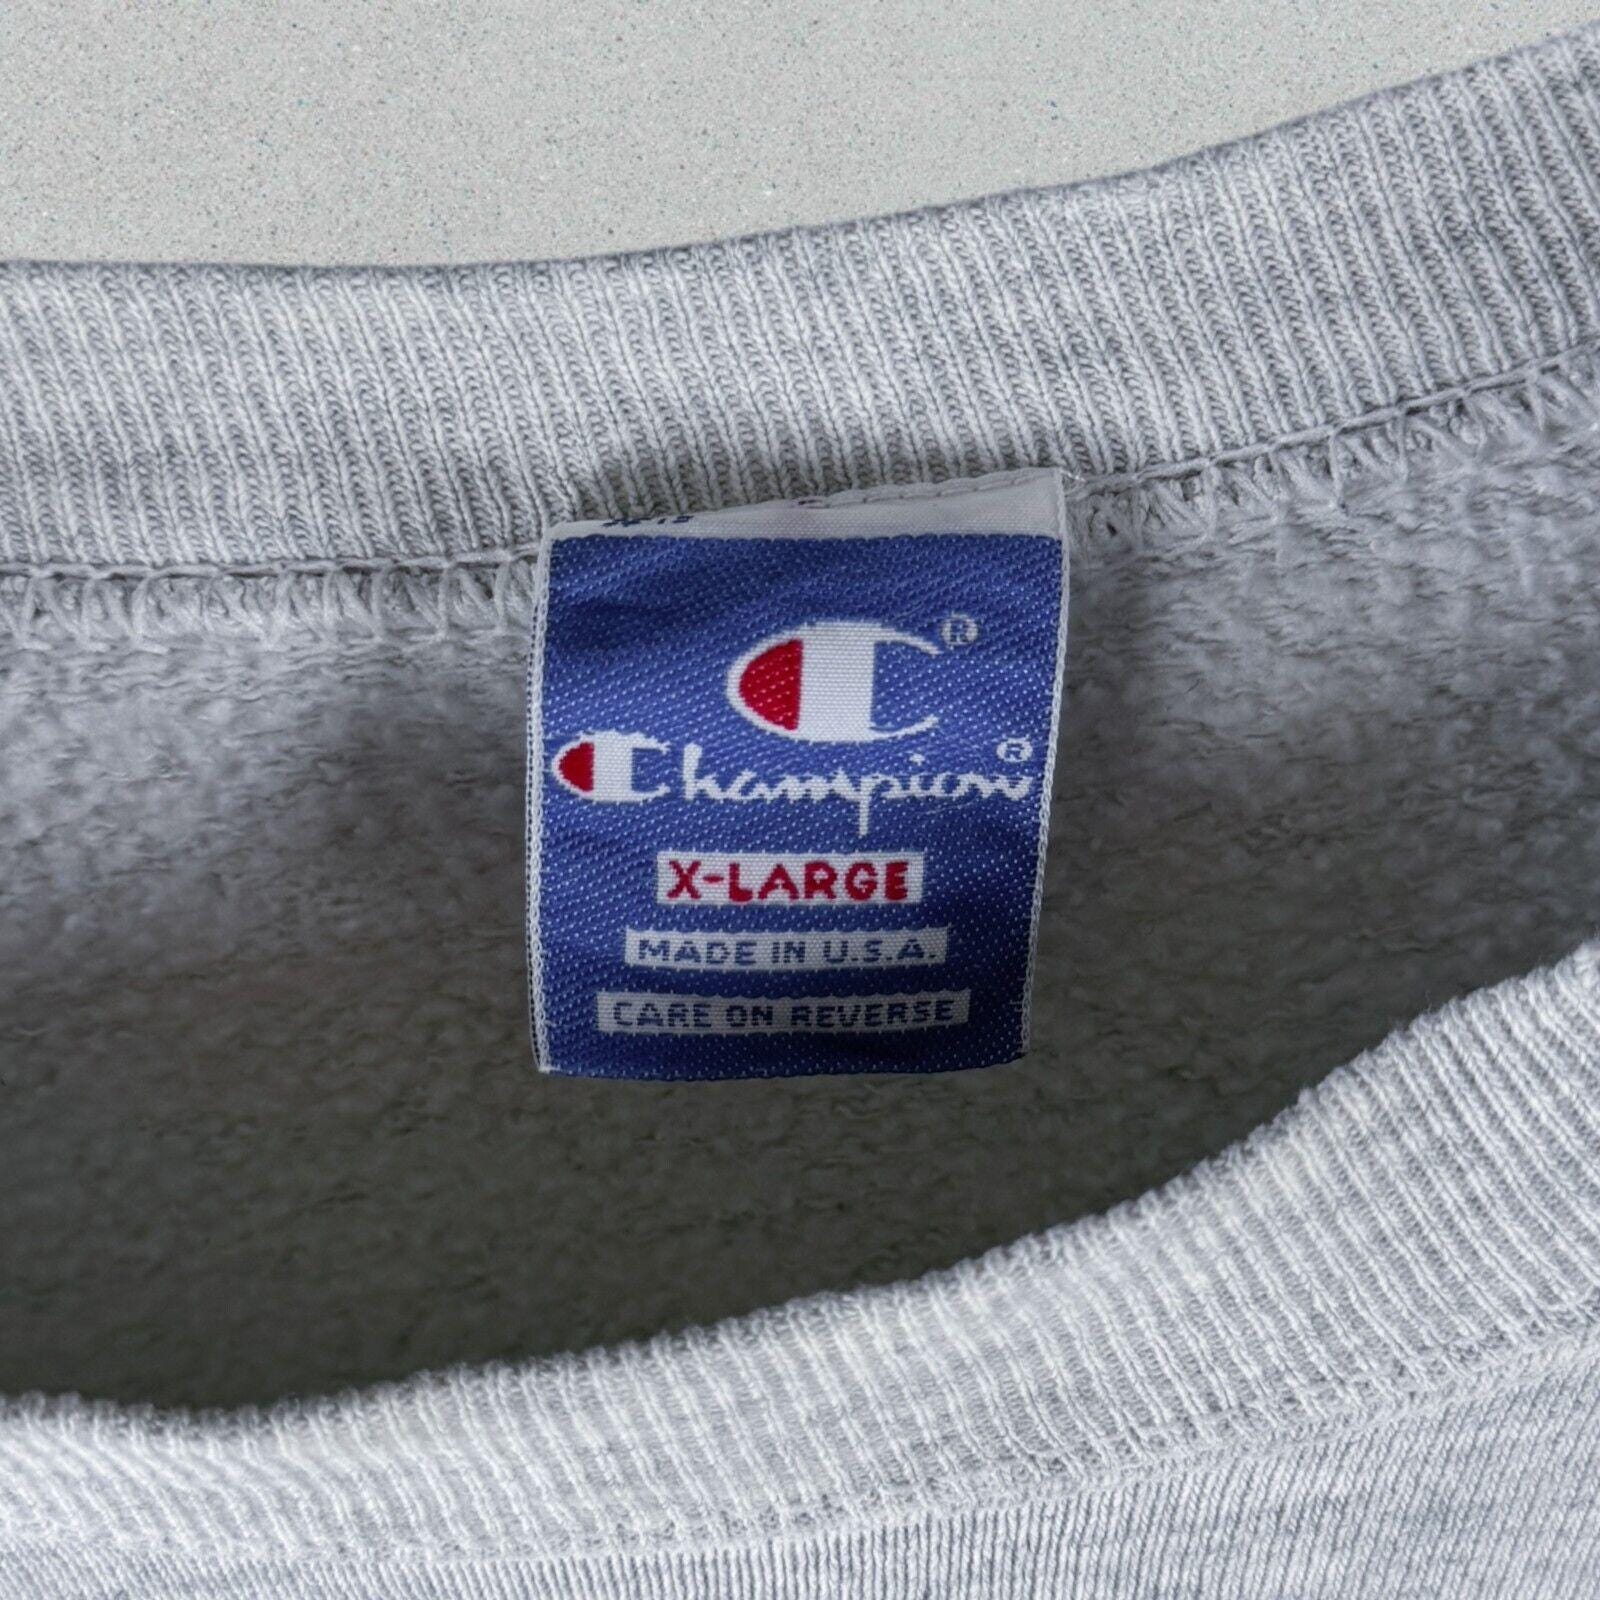 ®
Champion®
X-LARGE
MADE IN U.S.A.
CARE ON REVERSE